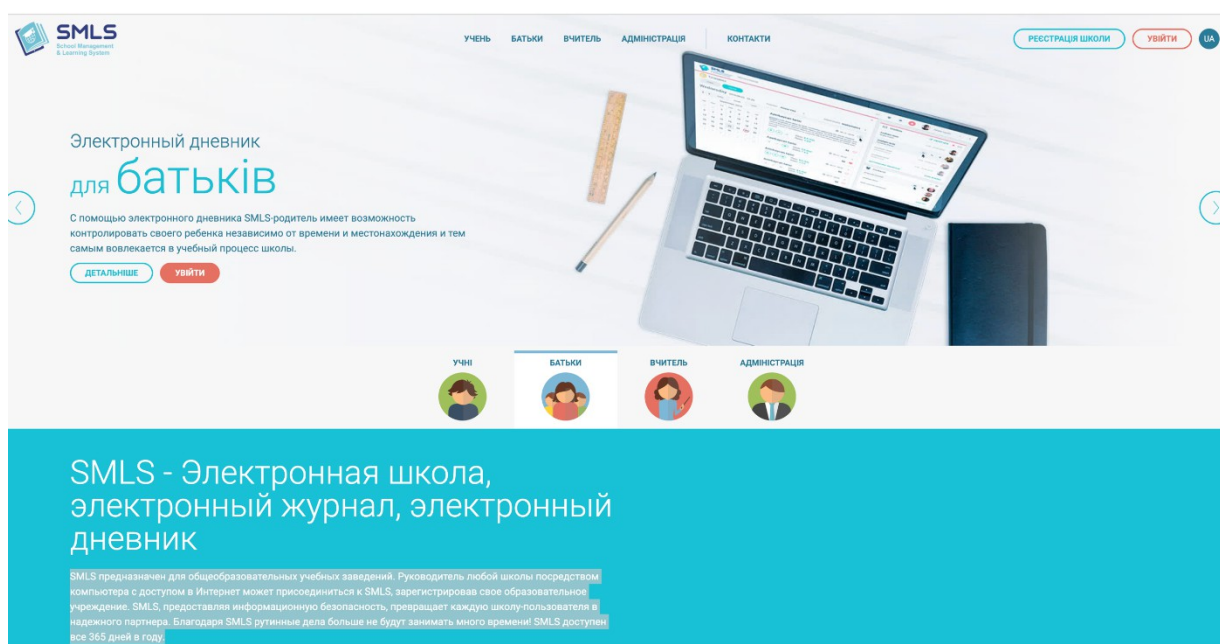 SMLS
School Management
& Learning System
УЧЕНЬ БАТЬКИ ВЧИТЕЛЬ АДМІНІСТРАЦІЯ КОНТАКТИ
РЕЄСТРАЦІЯ ШКОЛИ УВІЙТИ UA
Электронный дневник
для батьків
С помощью электронного дневника SMLS-родитель имеет возможность
контролировать своего ребенка независимо от времени и местонахождения и тем
самым вовлекается в учебный процесс школы.
ДЕТАЛЬНІШЕ УВІЙТИ
УЧНІ БАТЬКИ ВЧИТЕЛЬ АДМІНІСТРАЦІЯ
SMLS - Электронная школа,
электронный журнал, электронный
дневник
SMLS предназначен для общеобразовательных учебных заведений. Руководитель любой школы посредством
компьютера с доступом в Интернет может присоединиться к SMLS, зарегистрировав свое образовательное
учреждение. SMLS, предоставляя информационную безопасность, превращает каждую школу-пользователя в
надежного партнера. Благодаря SMLS рутинные дела больше не будут занимать много времени! SMLS доступен
все 365 дней в году.